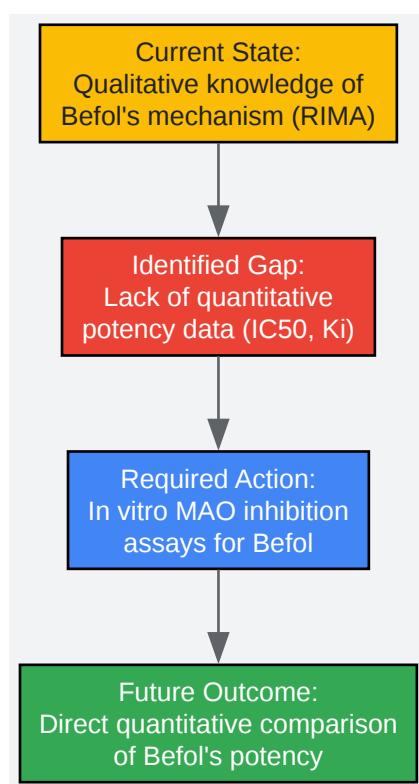 Current State:
Qualitative knowledge of
Befol's mechanism (RIMA)
Identified Gap:
Lack of quantitative
potency data (IC50, Ki)
Required Action:
In vitro MAO inhibition
assays for Befol
Future Outcome:
Direct quantitative comparison
of Befol's potency